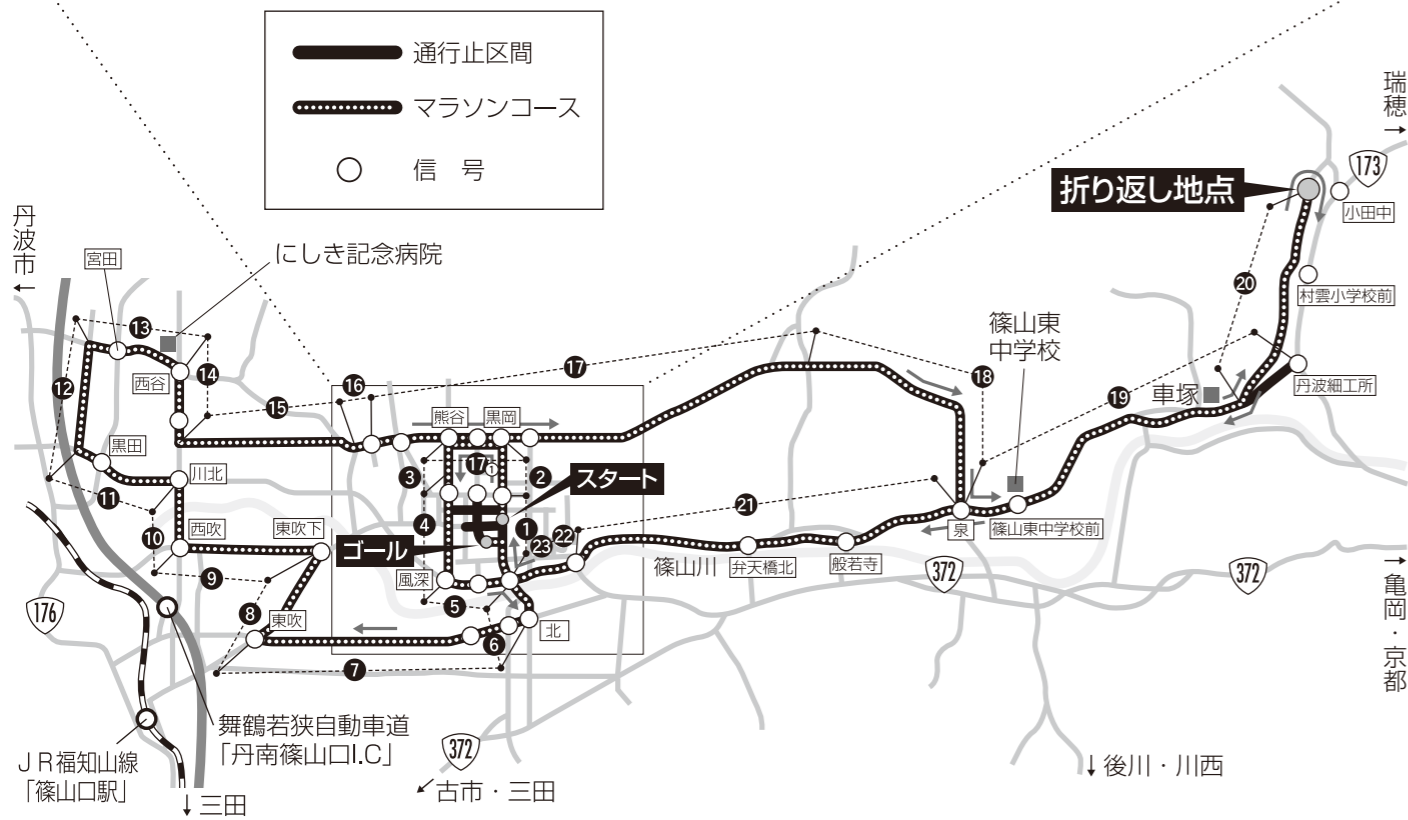 通行止区間
マラソンコース
信 号
瑞穂
→
173
折り返し地点
小田中
丹波市
←
宮田
にしき記念病院
村雲小学校前
篠山東
中学校
丹波細工所
車塚
西谷
熊谷
黒岡
黒田
川北
スタート
西吹
東吹下
ゴール
風深
篠山川
弁天橋北
般若寺
泉
篠山東中学校前
372
372
→
亀岡・京都
176
東吹
北
舞鶴若狭自動車道
「丹南篠山口I.C」
JR福知山線
「篠山口駅」
↓三田
372
↙古市・三田
↓後川・川西
1
2
3
4
5
6
7
8
9
10
11
12
13
14
15
16
17
17
①
18
19
20
21
22
23